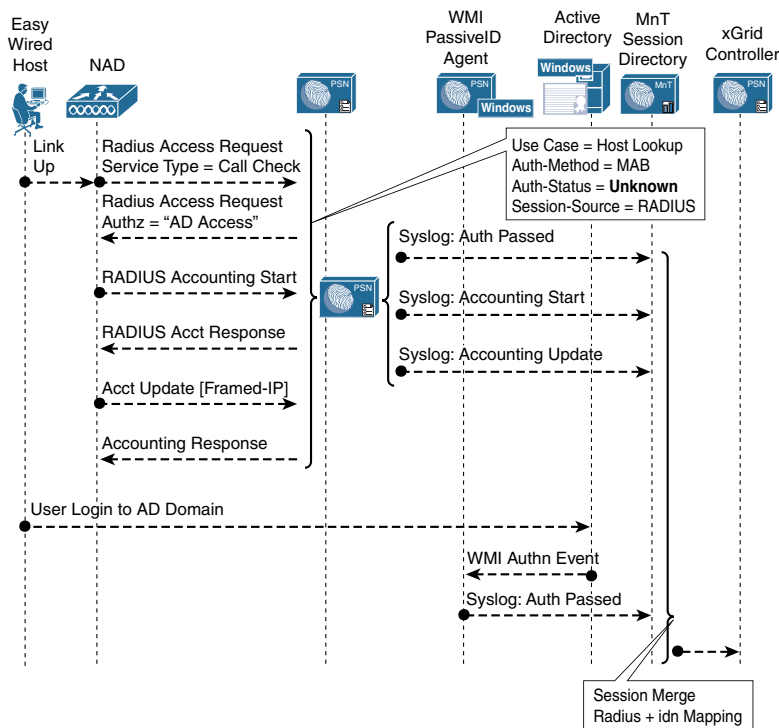 Easy
Wired
Host
NAD
WMI
PassiveID
Agent
Active
Directory
MnT
Session
Directory
xGrid
Controller
PSN
PSN
Windows
Windows
MnT
PSN
Link
Up
Radius Access Request
Service Type = Call Check
Use Case = Host Lookup
Auth-Method = MAB
Auth-Status = Unknown
Session-Source = RADIUS
Radius Access Request
Authz = “AD Access”
Syslog: Auth Passed
RADIUS Accounting Start
PSN
Syslog: Accounting Start
RADIUS Acct Response
Syslog: Accounting Update
Acct Update [Framed-IP]
Accounting Response
User Login to AD Domain
WMI Authn Event
Syslog: Auth Passed
Session Merge
Radius + idn Mapping